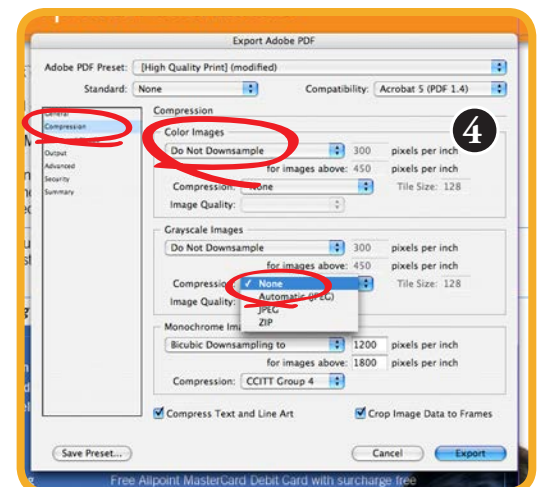 Export Adobe PDF
Adobe PDF Preset: [High Quality Print] (modified)
Standard: None Compatibility: Acrobat 5 (PDF 1.4)
General
Compression
Output
Advanced
Security
Summary
Compression
4
Color Images
Do Not Downsample 300 pixels per inch
for images above: 450 pixels per inch
Compression: None Tile Size: 128
Image Quality:
Grayscale Images
Do Not Downsample 300 pixels per inch
for images above: 450 pixels per inch
Compression: ✓ None Tile Size: 128
Automatic (JPEG)
Image Quality: JPEG
ZIP
Monochrome
Bicubic Downsampling to 1200 pixels per inch
for images above: 1800 pixels per inch
Compression: CCITT Group 4
Compress Text and Line Art Crop Image Data to Frames
Save Preset... Cancel Export
Free Allpoint MasterCard Debit Card with surcharge free